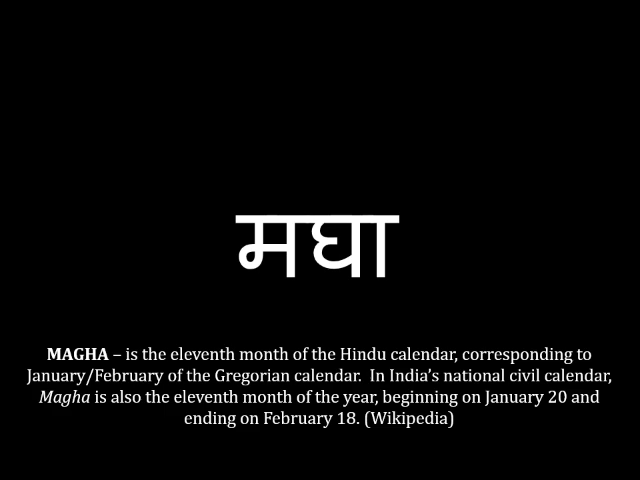 मघा
MAGHA – is the eleventh month of the Hindu calendar, corresponding to
January/February of the Gregorian calendar.  In India’s national civil calendar,
Magha is also the eleventh month of the year, beginning on January 20 and
ending on February 18. (Wikipedia)